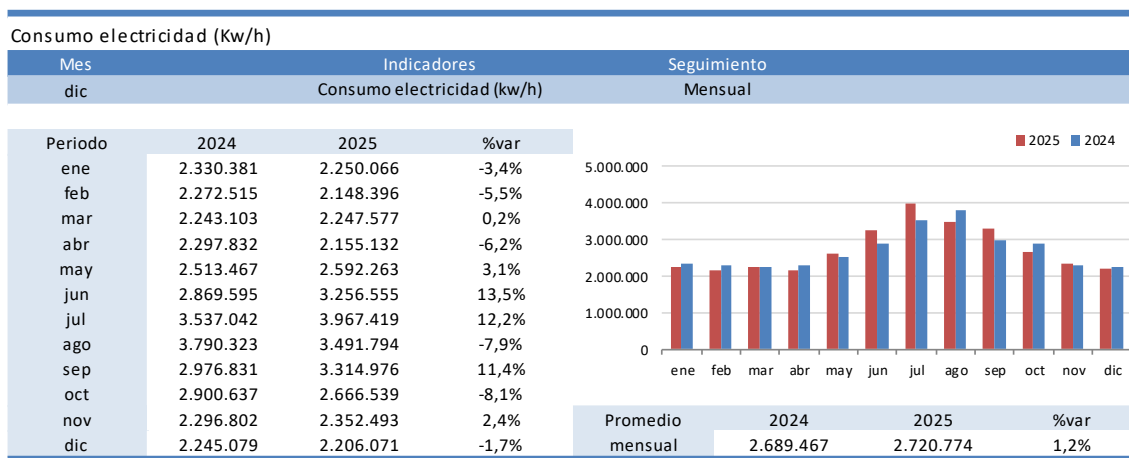 Consumo electricidad (Kw/h)
Mes Indicadores Seguimiento
dic Consumo electricidad (kw/h) Mensual
Periodo 2024 2025 %var
ene 2.330.381 2.250.066 -3,4%
feb 2.272.515 2.148.396 -5,5%
mar 2.243.103 2.247.577 0,2%
abr 2.297.832 2.155.132 -6,2%
may 2.513.467 2.592.263 3,1%
jun 2.869.595 3.256.555 13,5%
jul 3.537.042 3.967.419 12,2%
ago 3.790.323 3.491.794 -7,9%
sep 2.976.831 3.314.976 11,4%
oct 2.900.637 2.666.539 -8,1%
nov 2.296.802 2.352.493 2,4%
dic 2.245.079 2.206.071 -1,7%
2025 2024
5.000.000
4.000.000
3.000.000
2.000.000
1.000.000
0
ene feb mar abr may jun jul ago sep oct nov dic
Promedio 2024 2025 %var
mensual 2.689.467 2.720.774 1,2%